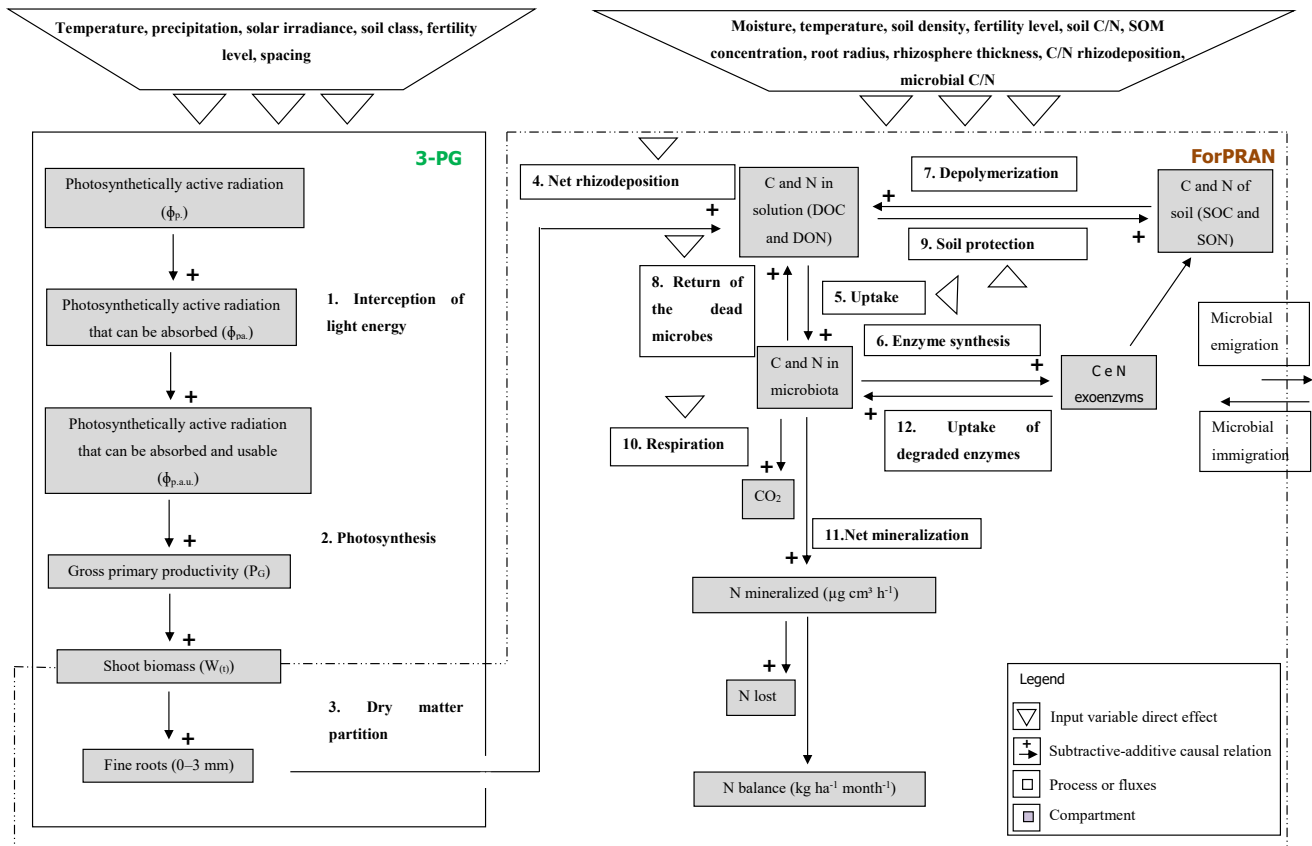 Temperature, precipitation, solar irradiance, soil class, fertility
level, spacing
Moisture, temperature, soil density, fertility level, soil C/N, SOM
concentration, root radius, rhizosphere thickness, C/N rhizodeposition,
microbial C/N
3-PG
Photosynthetically active radiation
(ϕp.)
+
Photosynthetically active radiation
that can be absorbed (ϕpa.)
1. Interception of
light energy
+
Photosynthetically active radiation
that can be absorbed and usable
(ϕp.a.u.)
+
2. Photosynthesis
Gross primary productivity (PG)
+
Shoot biomass (W(t))
+
3. Dry matter
partition
Fine roots (0–3 mm)
ForPRAN
4. Net rhizodeposition
+
C and N in
solution (DOC
and DON)
7. Depolymerization
+
+
9. Soil protection
C and N of
soil (SOC and
SON)
8. Return of
the dead
microbes
+
5. Uptake
+
6. Enzyme synthesis
+
C and N in
microbiota
C e N
exoenzyms
+
12. Uptake of
degraded enzymes
Microbial
emigration
Microbial
immigration
10. Respiration
+
CO₂
11.Net mineralization
+
N mineralized (µg cm³ h⁻¹)
+
N lost
N balance (kg ha⁻¹ month⁻¹)
Legend
Input variable direct effect
+
Subtractive-additive causal relation
Process or fluxes
Compartment